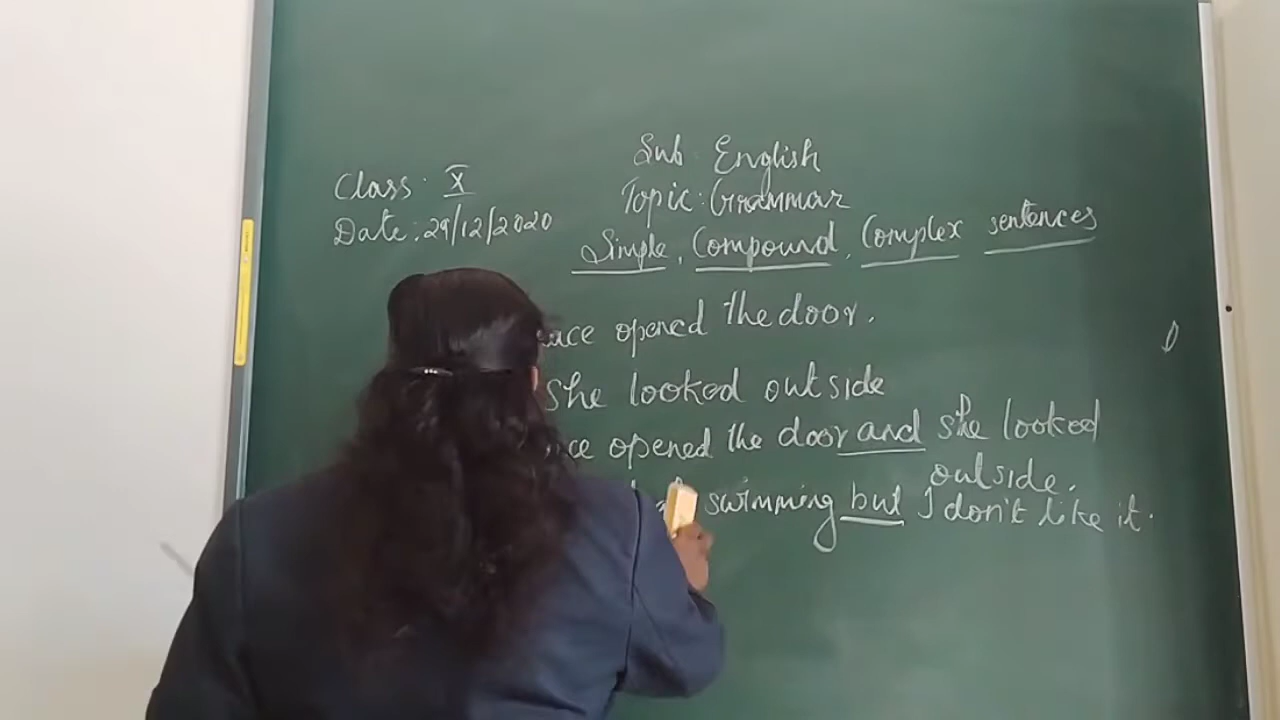 Sub English
Class: X
Topic: Grammar
Date: 29/12/2020
Simple, Compound, Complex sentences
opened the door.
She looked outside
opened the door and she looked
outside.
swimming but I don't like it.